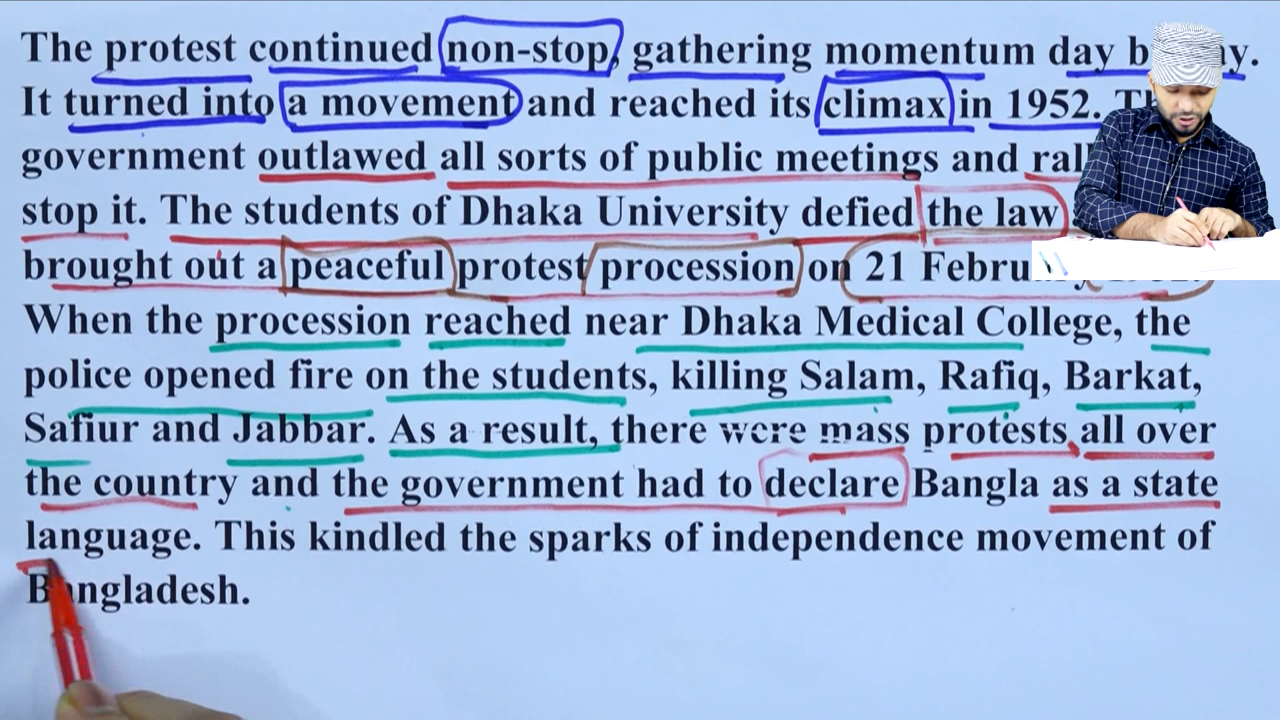 The protest continued non-stop, gathering momentum day
It turned into a movement and reached its climax in 1952.
government outlawed all sorts of public meetings and
stop it. The students of Dhaka University defied the law
brought out a peaceful protest procession on 21
When the procession reached near Dhaka Medical College, the
police opened fire on the students, killing Salam, Rafiq, Barkat,
Safiur and Jabbar. As a result, there were mass protests all over
the country and the government had to declare Bangla as a state
language. This kindled the sparks of independence movement of
Bangladesh.